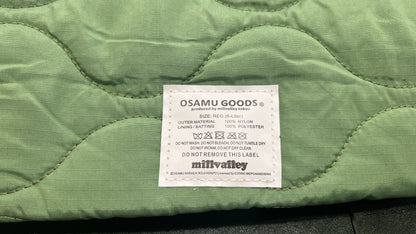 OSAMU GOODS®
produced by millvalley tokyo
SIZE: REG
OUTER MATERIAL 100% NYLON
LINING / BATTING 100% POLYESTER
DO NOT WASH. DO NOT BLEACH. DO NOT TUMBLE DRY.
DO NOT IRON. DO NOT DRY CLEAN.
DO NOT REMOVE THIS LABEL
millvalley